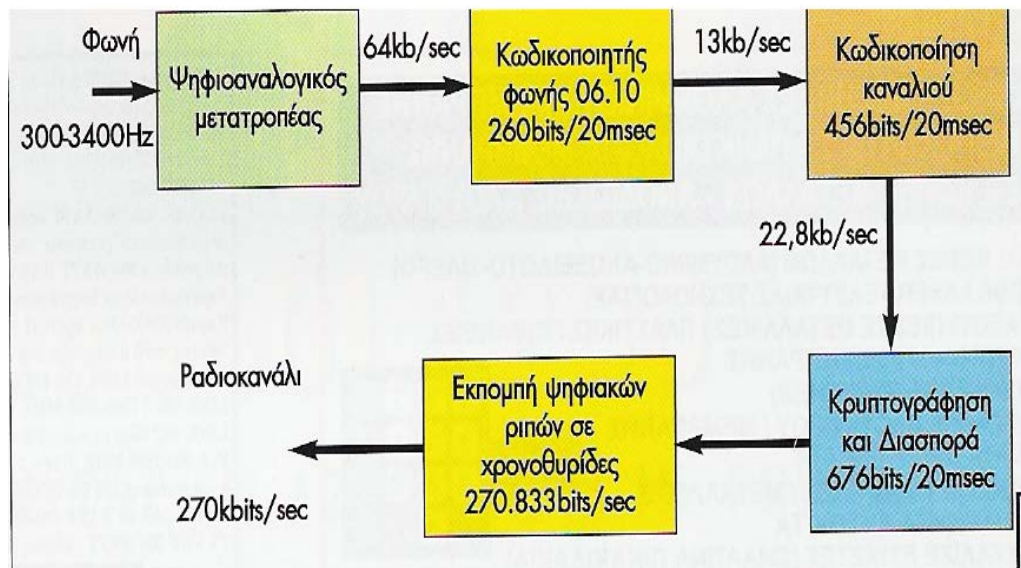 Φωνή
300-3400Hz
Ψηφιοαναλογικός
μετατροπέας
64kb/sec
Κωδικοποιητής
φωνής 06.10
260bits/20msec
13kb/sec
Κωδικοποίηση
καναλιού
456bits/20msec
22,8kb/sec
Κρυπτογράφηση
και Διασπορά
676bits/20msec
Εκπομπή ψηφιακών
ριπών σε
χρονοθυρίδες
270.833bits/sec
Ραδιοκανάλι
270kbits/sec